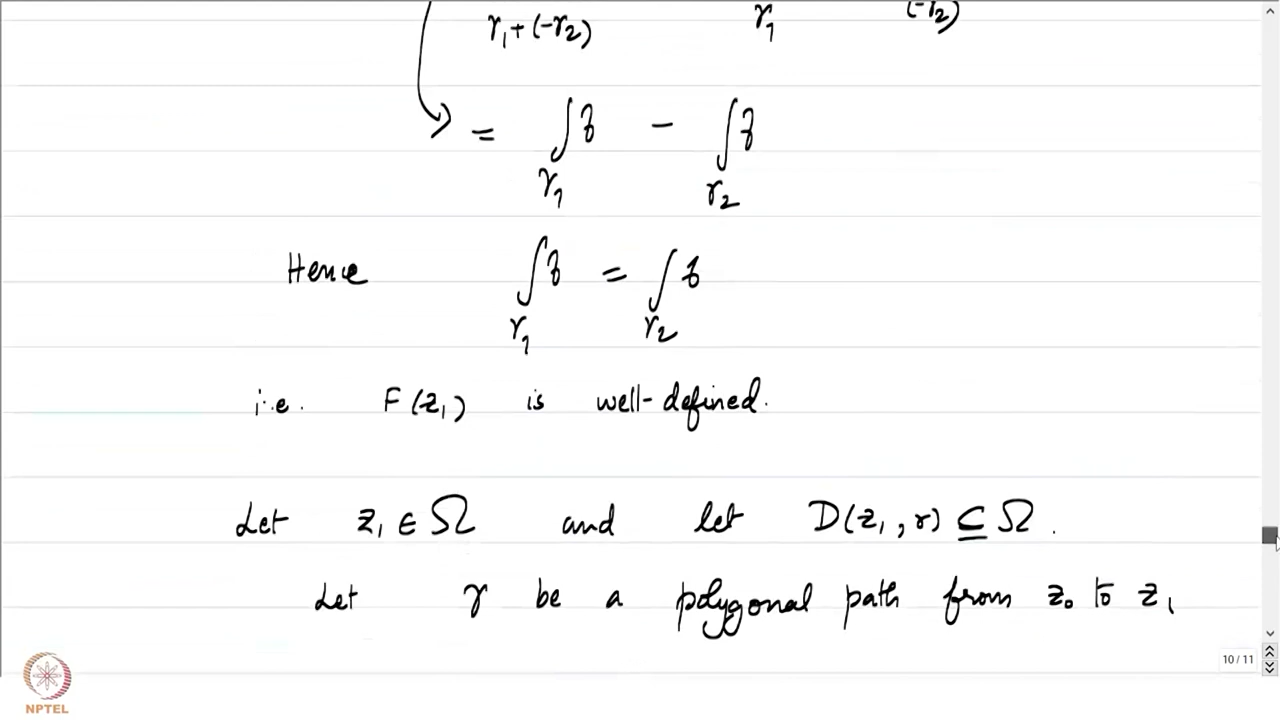 γ₁+(-γ₂) γ₁ (-γ₂)
= ∫f - ∫f
γ₁ γ₂
Hence ∫f = ∫f
γ₁ γ₂
i.e. F(z₁) is well-defined.
Let z₁ ∈ Ω and let D(z₁, r) ⊆ Ω.
Let γ be a polygonal path from z₀ to z₁
10 / 11
NPTEL